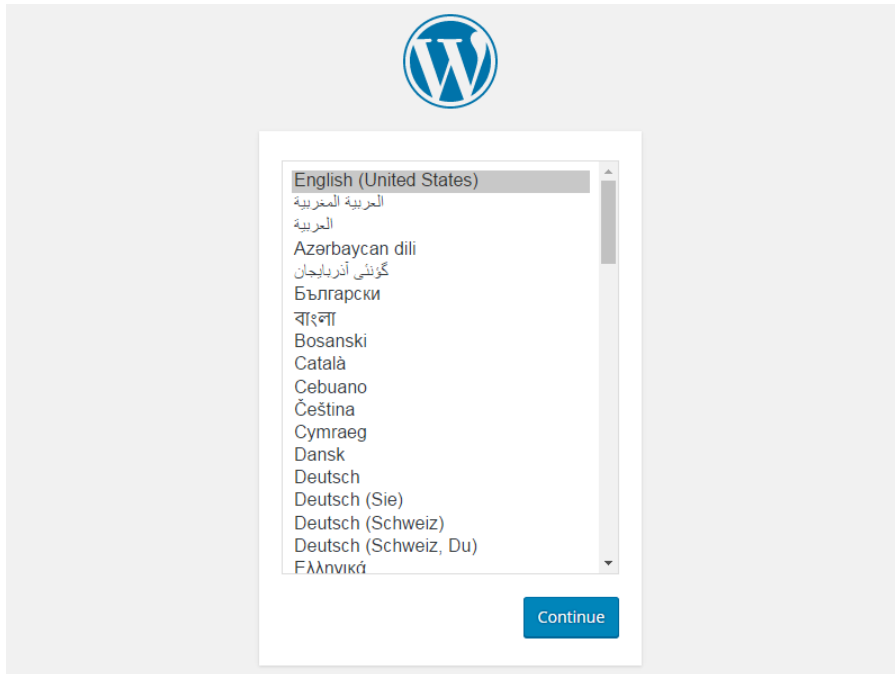 English (United States)
العربية المغربية
العربية
Azərbaycan dili
گؤنئی آذربایجان
Български
বাংলা
Bosanski
Català
Cebuano
Čeština
Cymraeg
Dansk
Deutsch
Deutsch (Sie)
Deutsch (Schweiz)
Deutsch (Schweiz, Du)
Ελληνικά
Continue